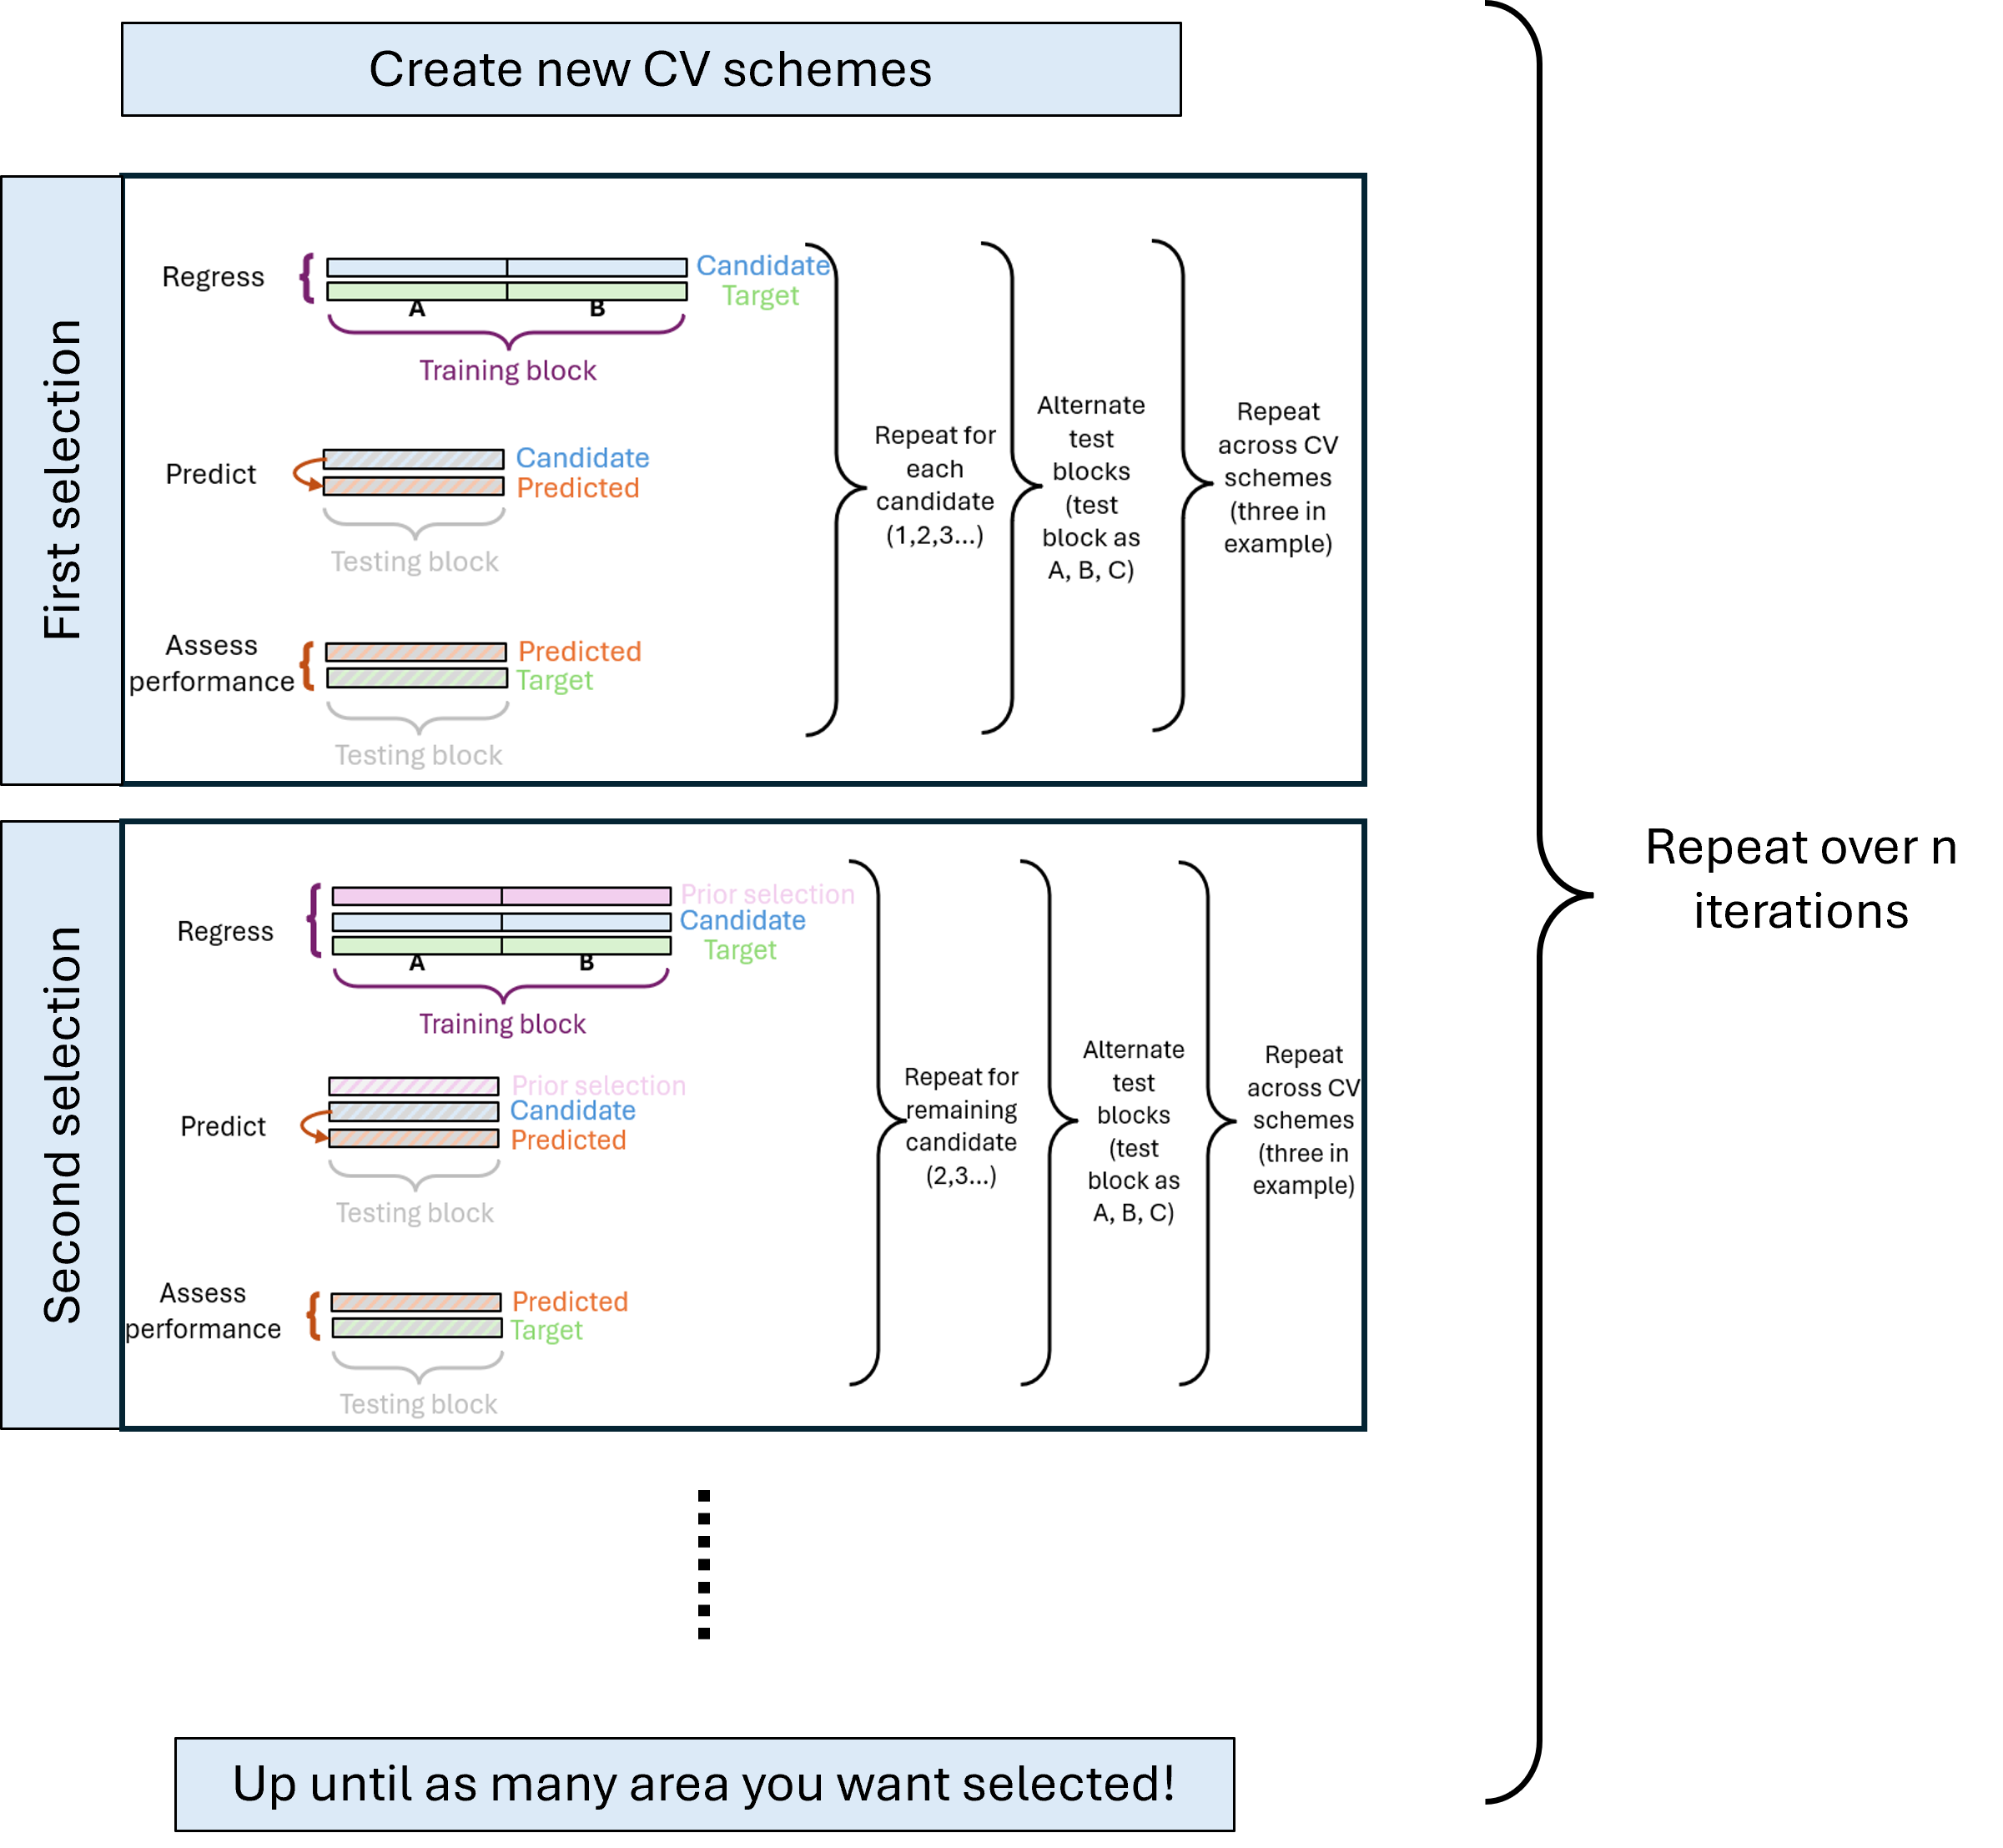 Create new CV schemes
First selection
Regress
Candidate
Target
A
B
Training block
Predict
Candidate
Predicted
Testing block
Assess
performance
Predicted
Target
Testing block
Repeat for
each
candidate
(1,2,3...)
Alternate
test
blocks
(test
block as
A, B, C)
Repeat
across CV
schemes
(three in
example)
Second selection
Regress
Prior selection
Candidate
Target
A
B
Training block
Predict
Prior selection
Candidate
Predicted
Testing block
Assess
performance
Predicted
Target
Testing block
Repeat for
remaining
candidate
(2,3...)
Alternate
test
blocks
(test
block as
A, B, C)
Repeat
across CV
schemes
(three in
example)
Up until as many area you want selected!
Repeat over n
iterations